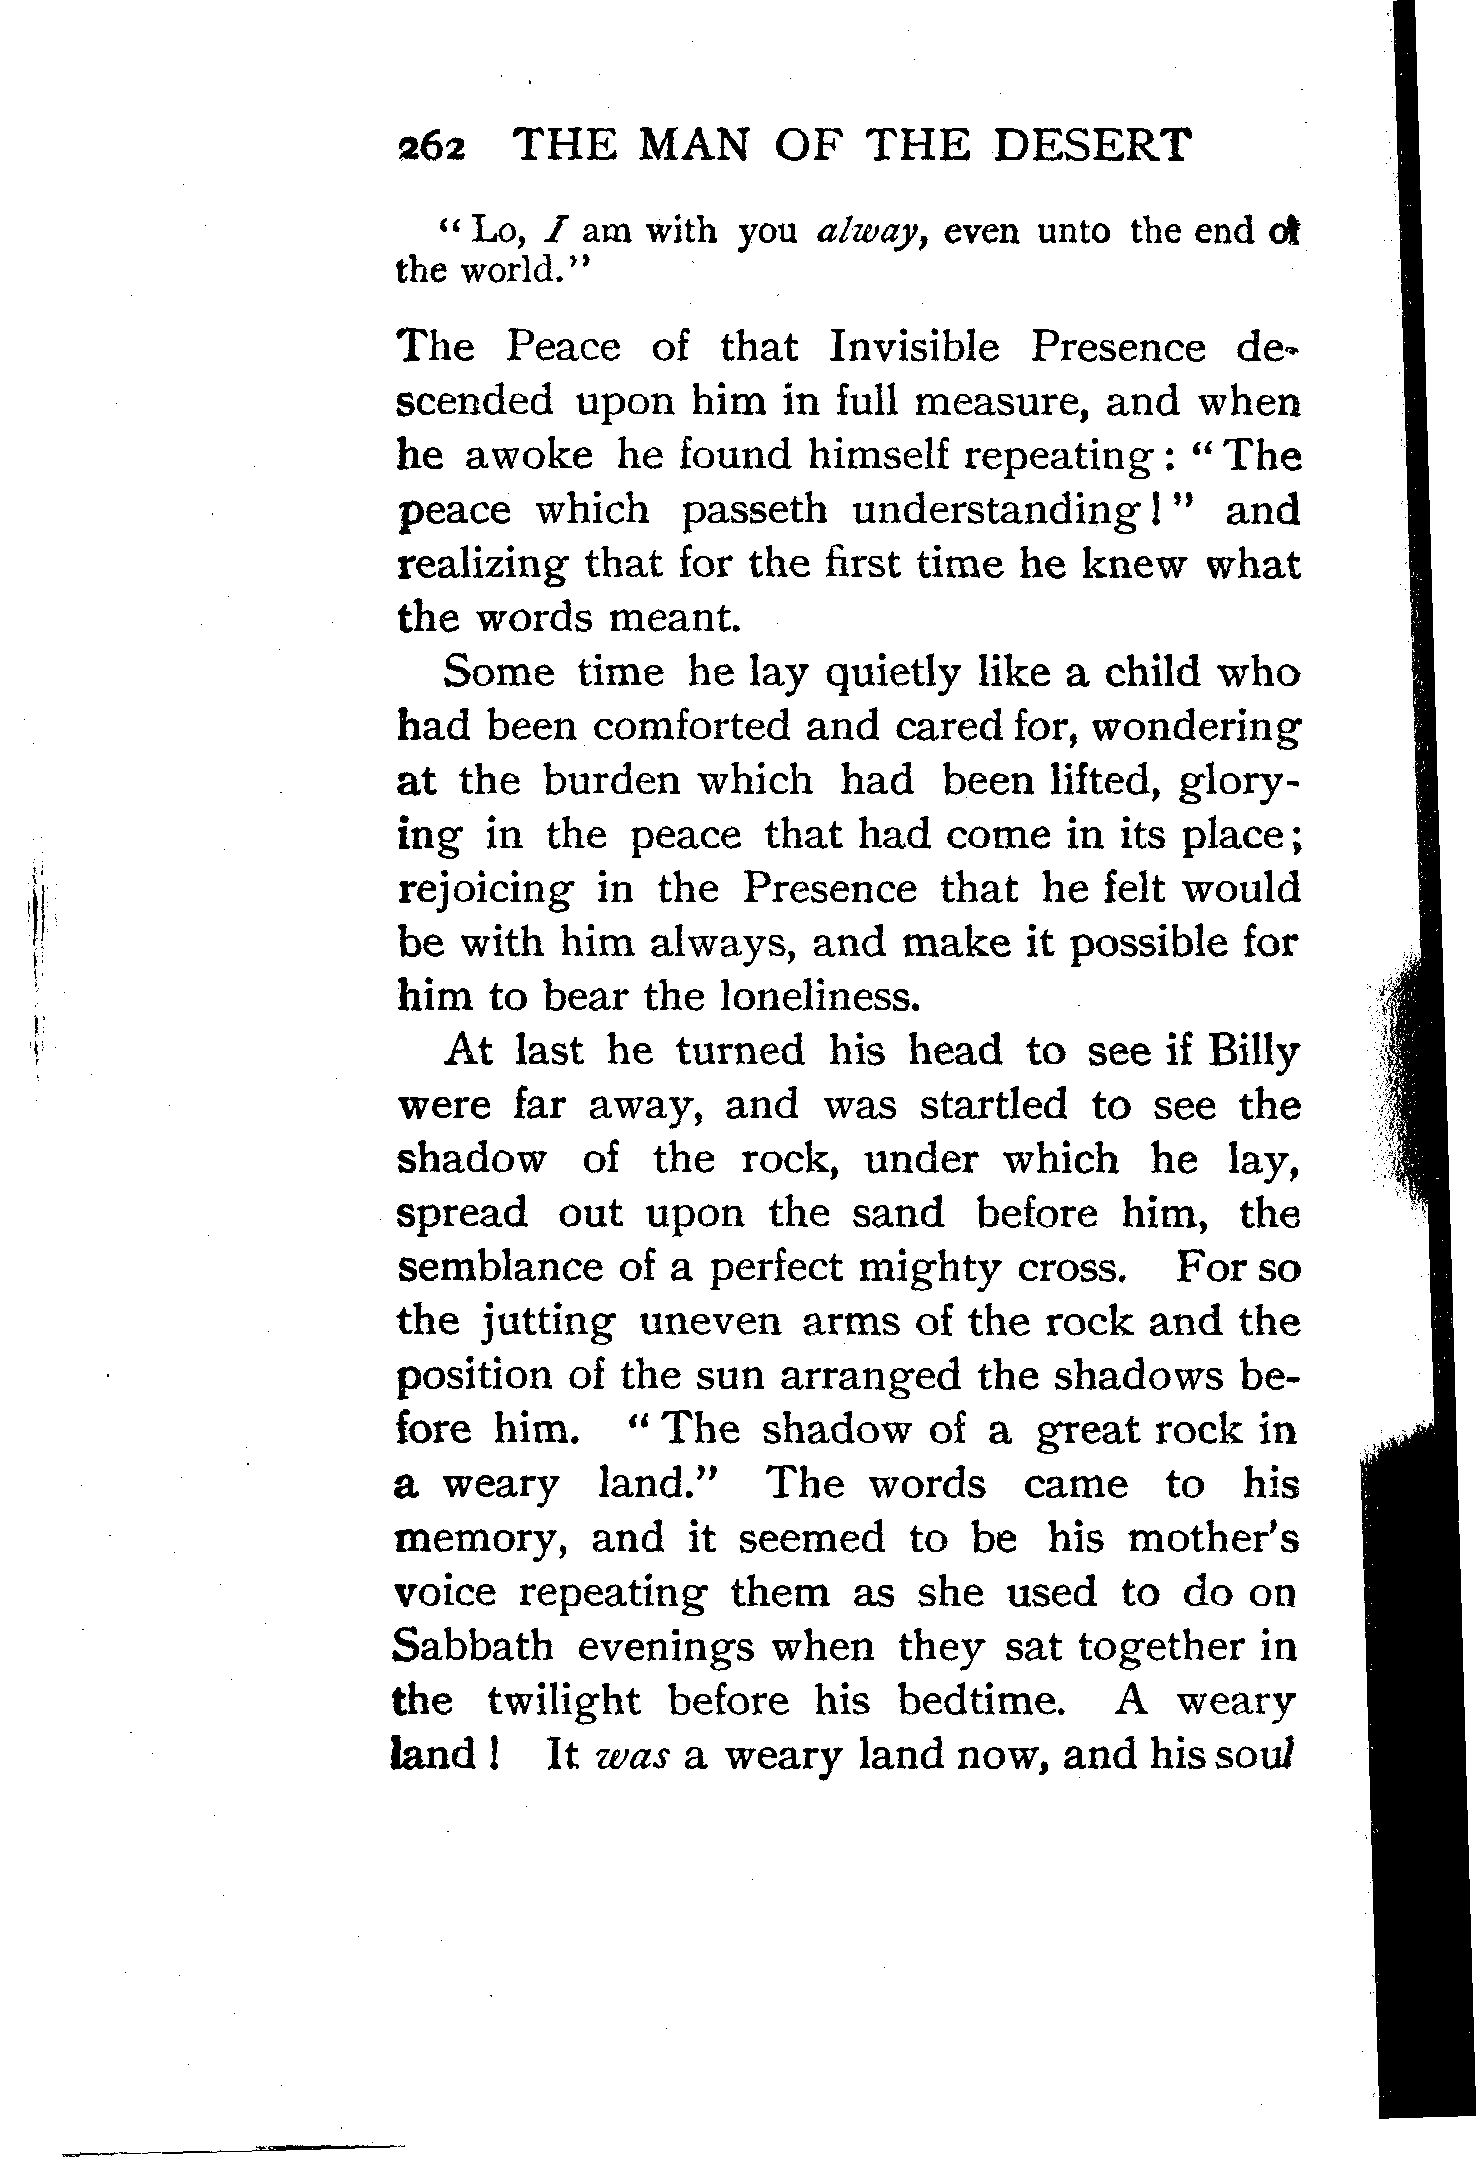 262 THE MAN OF THE DESERT
“ Lo, I am with you alway, even unto the end of
the world.”
The Peace of that Invisible Presence de-
scended upon him in full measure, and when
he awoke he found himself repeating : “ The
peace which passeth understanding ! ” and
realizing that for the first time he knew what
the words meant.
Some time he lay quietly like a child who
had been comforted and cared for, wondering
at the burden which had been lifted, glory-
ing in the peace that had come in its place ;
rejoicing in the Presence that he felt would
be with him always, and make it possible for
him to bear the loneliness.
At last he turned his head to see if Billy
were far away, and was startled to see the
shadow of the rock, under which he lay,
spread out upon the sand before him, the
semblance of a perfect mighty cross. For so
the jutting uneven arms of the rock and the
position of the sun arranged the shadows be-
fore him. “ The shadow of a great rock in
a weary land.” The words came to his
memory, and it seemed to be his mother’s
voice repeating them as she used to do on
Sabbath evenings when they sat together in
the twilight before his bedtime. A weary
land ! It was a weary land now, and his soul